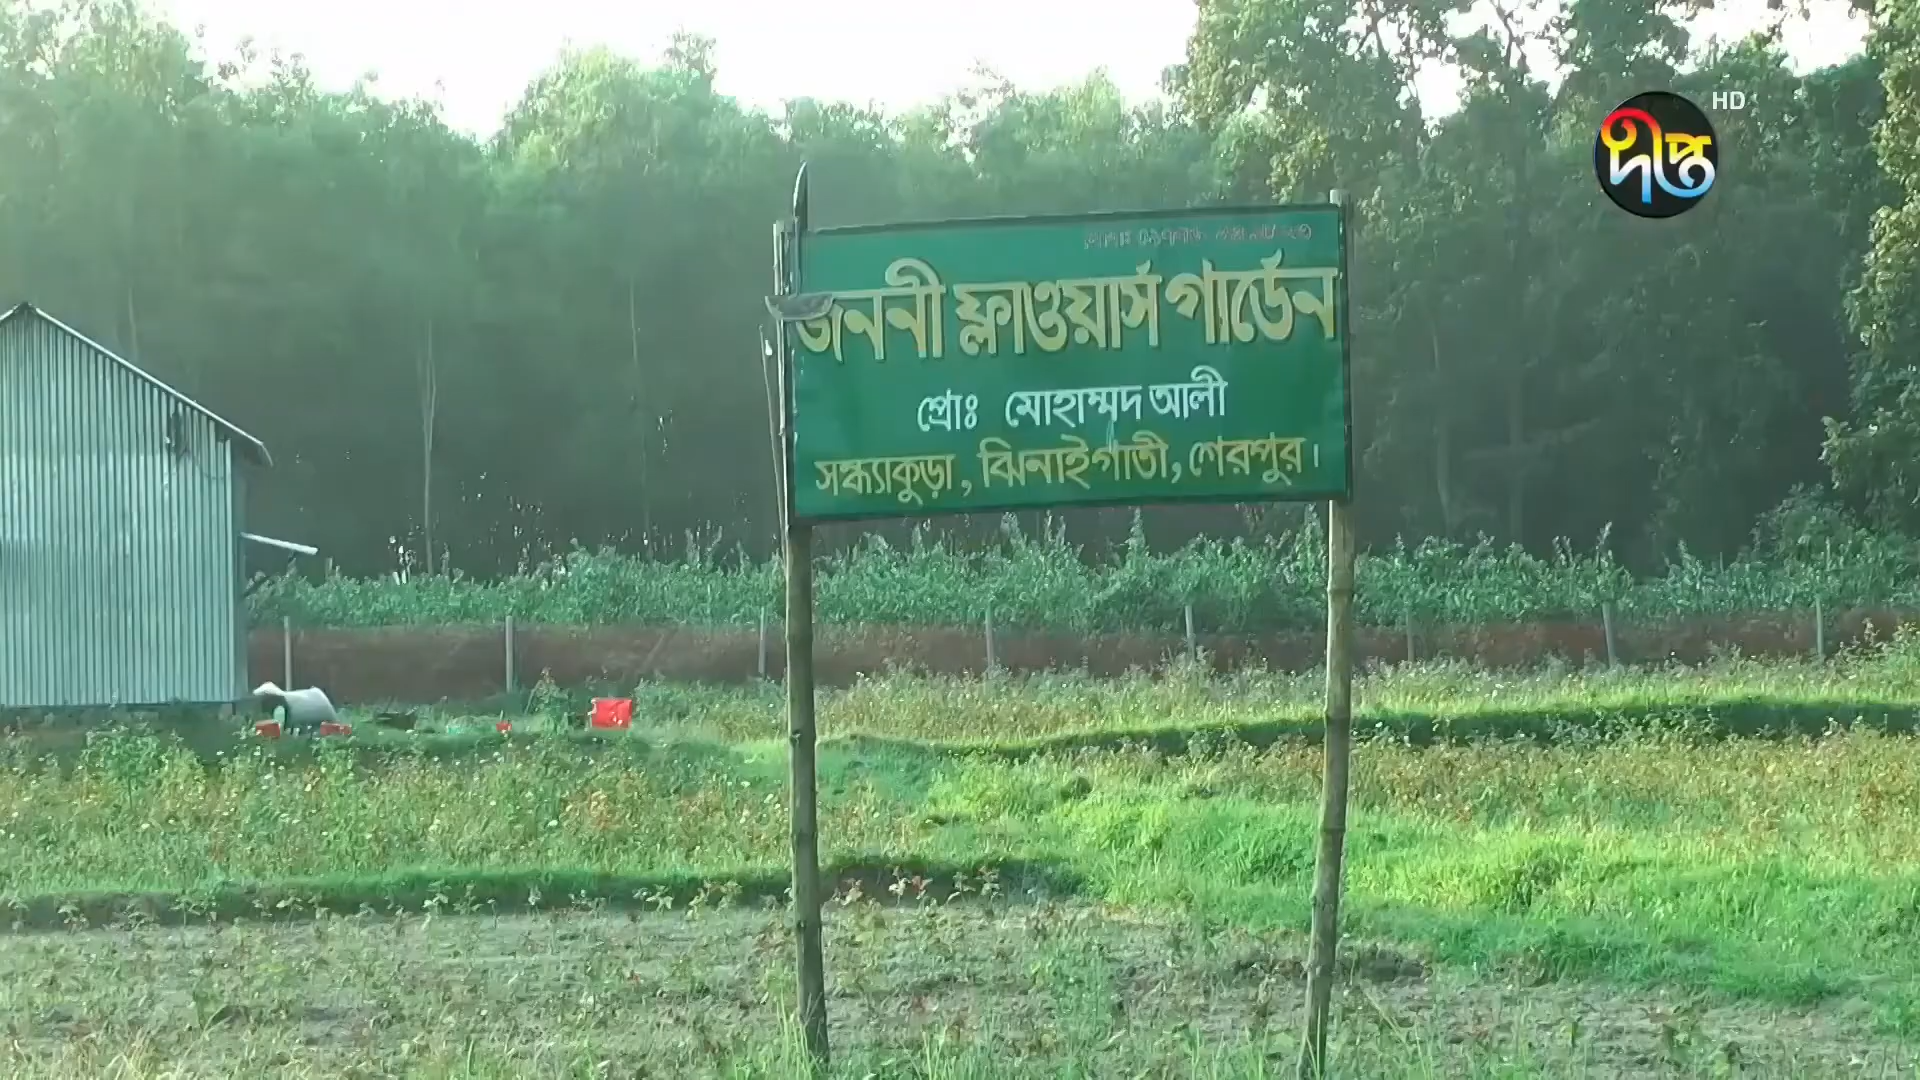 HD
দীপ্ত
জননী ফ্লাওয়ার্স গার্ডেন
প্রোঃ মোহাম্মদ আলী
সন্ধ্যাকুড়া, ঝিনাইগাতী, শেরপুর।